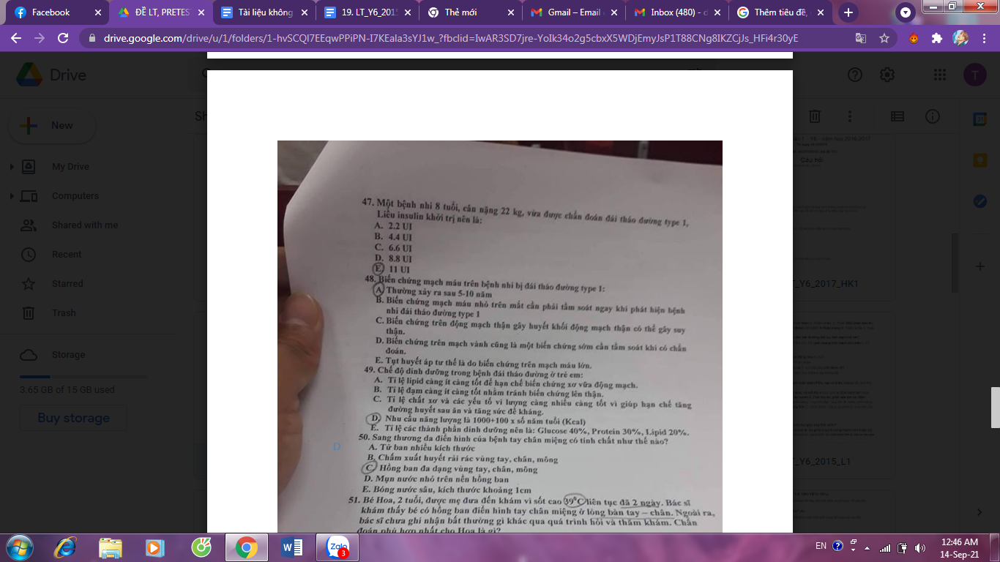 Facebook
ĐỀ LT, PRETES
Tài liệu không
19. LT_Y6_201
Thẻ mới
Gmail – Email
Inbox (480) - d
Thêm tiêu đề,
drive.google.com/drive/u/1/folders/1-hvSCQI7EEqwPPiPN-I7KEala3sYJ1w_?fbclid=IwAR3SD7jre-YoIk34o2g5cbxX5WDjEmyJsP1T88CNg8IKZCjJs_HFi4r30yE
Drive
T
New
Sh
My Drive
Computers
Shared with me
Recent
Starred
Trash
Storage
3.65 GB of 15 GB used
Buy storage
Câu hỏi
T_Y6_2017_HK1
T_Y6_2015_L1
47. Một bệnh nhi 8 tuổi, cân nặng 22 kg, vừa được chẩn đoán đái tháo đường type 1,
Liều insulin khởi trị nên là:
A. 2.2 UI
B. 4.4 UI
C. 6.6 UI
D. 8.8 UI
E. 11 UI
48. Biến chứng mạch máu trên bệnh nhi bị đái tháo đường type 1:
A. Thường xảy ra sau 5-10 năm
B. Biến chứng mạch máu nhỏ trên mắt cần phải tầm soát ngay khi phát hiện bệnh
nhi đái tháo đường type 1
C. Biến chứng trên động mạch thận gây huyết khối động mạch thận có thể gây suy
thận.
D. Biến chứng trên mạch vành cũng là một biến chứng sớm cần tầm soát khi có chẩn
đoán.
E. Tụt huyết áp tư thế là do biến chứng trên mạch máu lớn.
49. Chế độ dinh dưỡng trong bệnh đái tháo đường ở trẻ em:
A. Tỉ lệ lipid càng ít càng tốt để hạn chế biến chứng xơ vữa động mạch.
B. Tỉ lệ đạm càng ít càng tốt nhằm tránh biến chứng lên thận.
C. Tỉ lệ chất xơ và các yếu tố vi lượng càng nhiều càng tốt vì giúp hạn chế tăng
đường huyết sau ăn và tăng sức đề kháng.
D. Nhu cầu năng lượng là 1000+100 x số năm tuổi (Kcal)
E. Tỉ lệ các thành phần dinh dưỡng nên là: Glucose 40%, Protein 30%, Lipid 20%.
50. Sang thương da điển hình của bệnh tay chân miệng có tính chất như thế nào?
D
A. Tử ban nhiều kích thước
B. Chấm xuất huyết rải rác vùng tay, chân, mông
C. Hồng ban đa dạng vùng tay, chân, mông
D. Mụn nước nhỏ trên nền hồng ban
E. Bóng nước sâu, kích thước khoảng 1cm
51. Bé Hoa, 2 tuổi, được mẹ đưa đến khám vì sốt cao 39°C liên tục đã 2 ngày. Bác sĩ
khám thấy bé có hồng ban điển hình tay chân miệng ở lòng bàn tay – chân. Ngoài ra,
bác sĩ chưa ghi nhận bất thường gì khác qua quá trình hỏi và thăm khám. Chẩn
đoán phù hợp nhất cho Hoa là gì?
Zalo
3
EN
12:46 AM
14-Sep-21